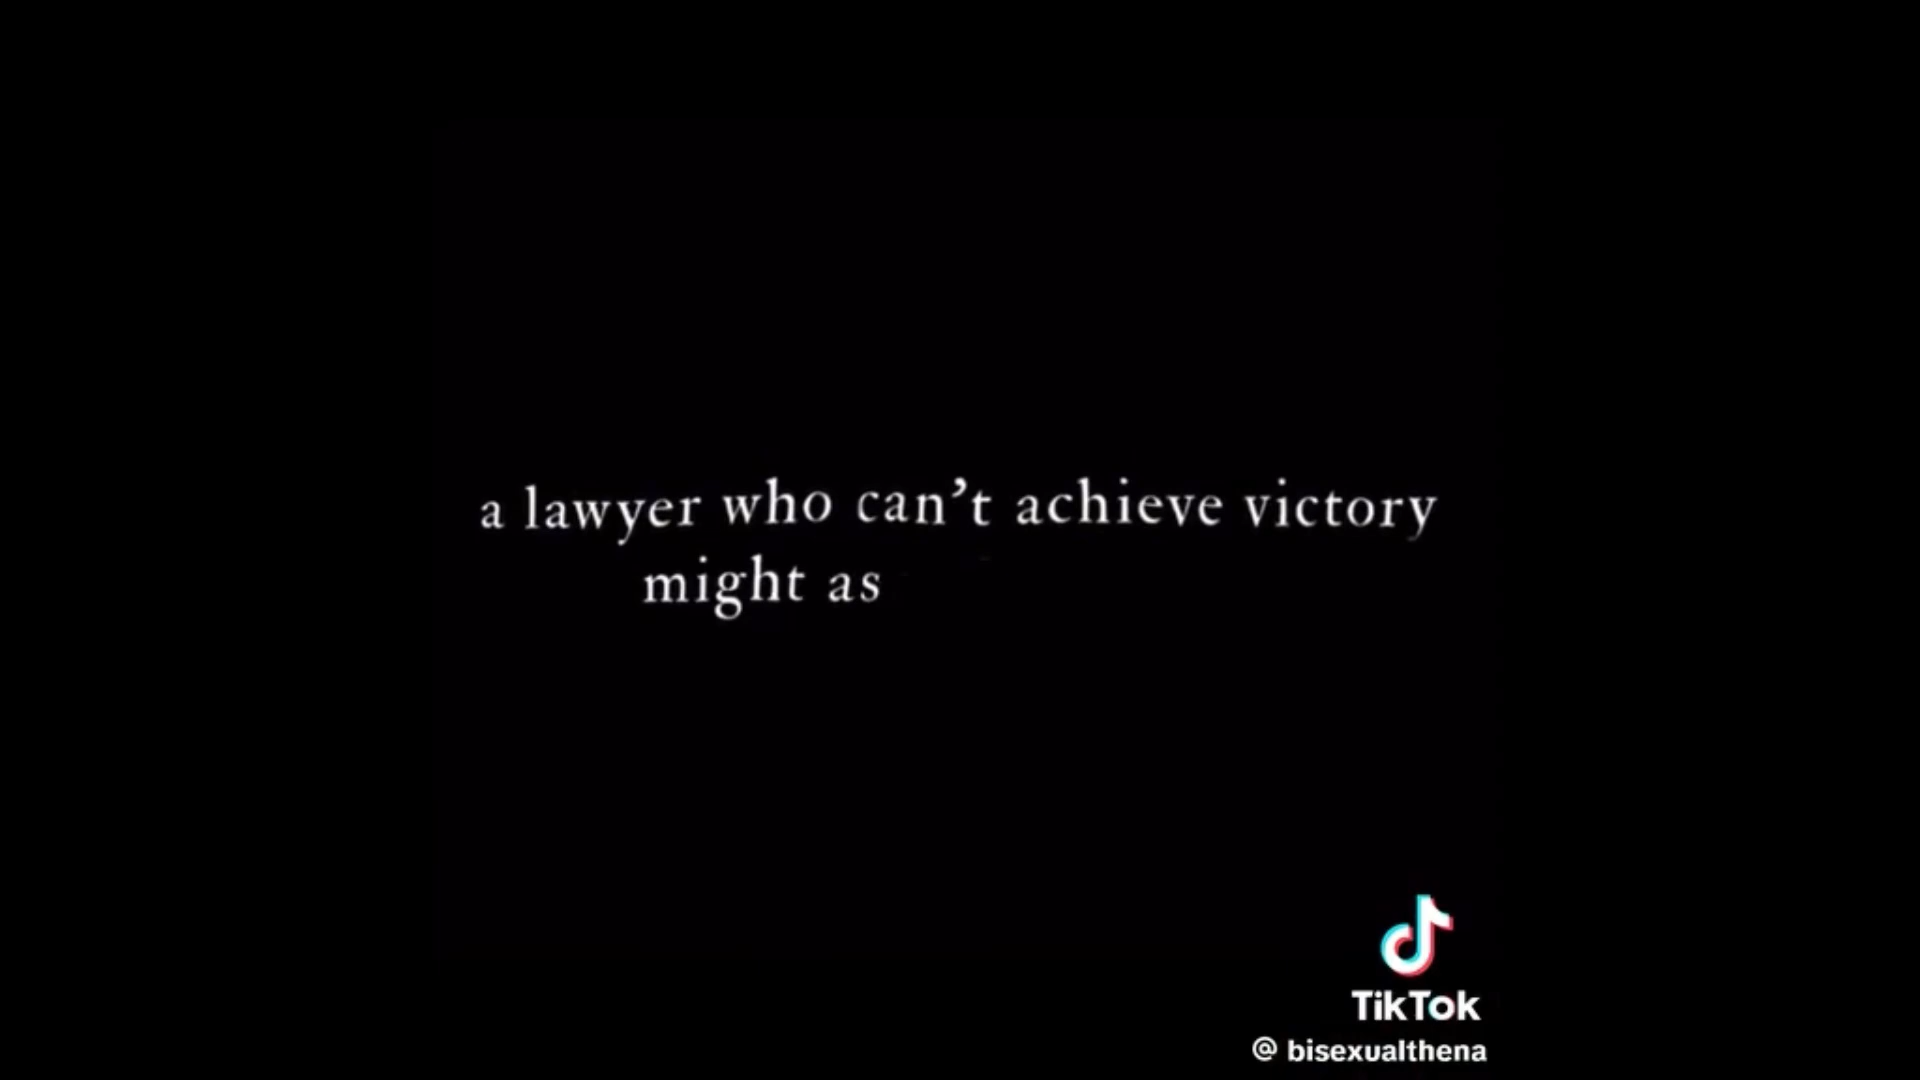 a lawyer who can’t achieve victory
might as
TikTok
@ bisexualthena